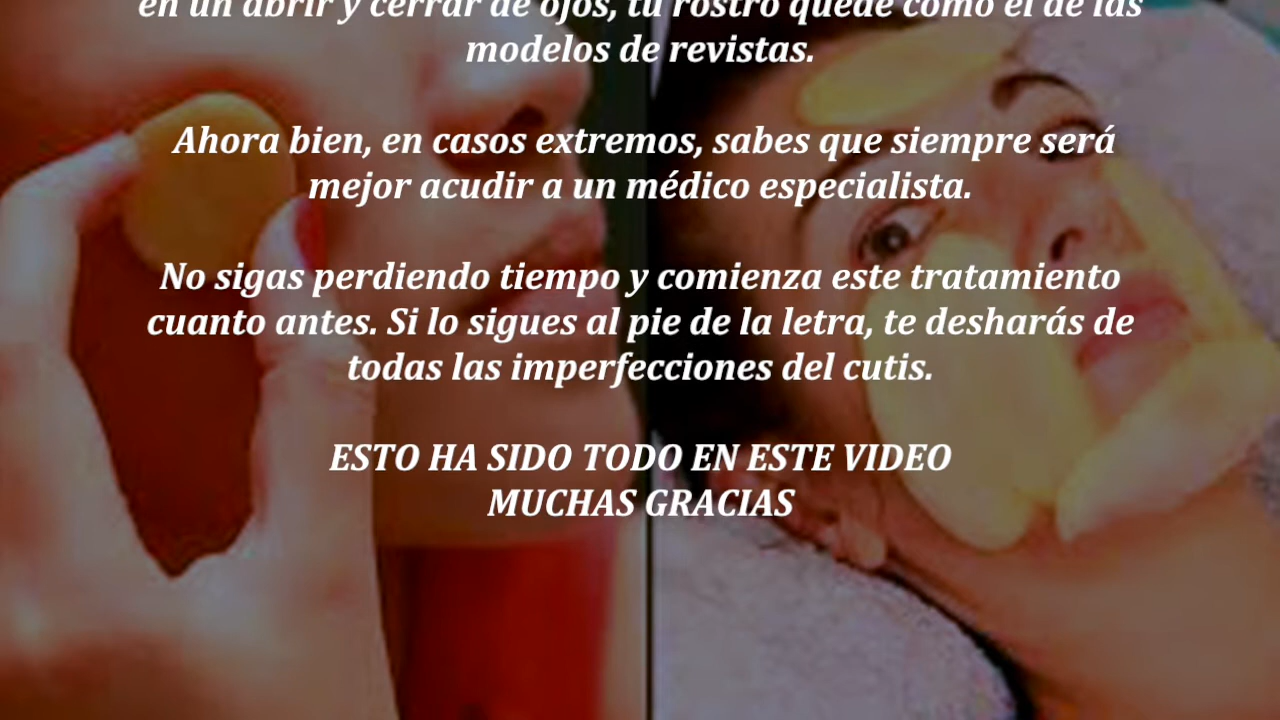 en un abrir y cerrar de ojos, tu rostro quede como el de las
modelos de revistas.
Ahora bien, en casos extremos, sabes que siempre será
mejor acudir a un médico especialista.
No sigas perdiendo tiempo y comienza este tratamiento
cuanto antes. Si lo sigues al pie de la letra, te desharás de
todas las imperfecciones del cutis.
ESTO HA SIDO TODO EN ESTE VIDEO
MUCHAS GRACIAS